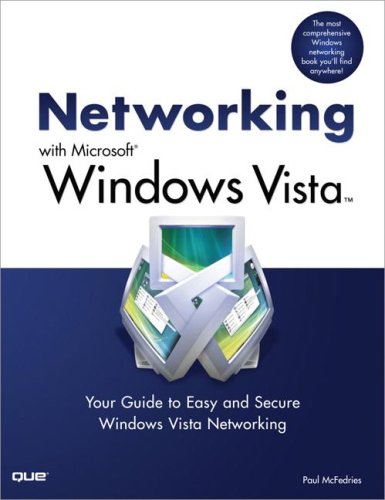 The most
comprehensive
Windows
networking
book you'll find
anywhere!
Networking
with Microsoft®
Windows Vista™
Your Guide to Easy and Secure
Windows Vista Networking
QUE®
Paul McFedries